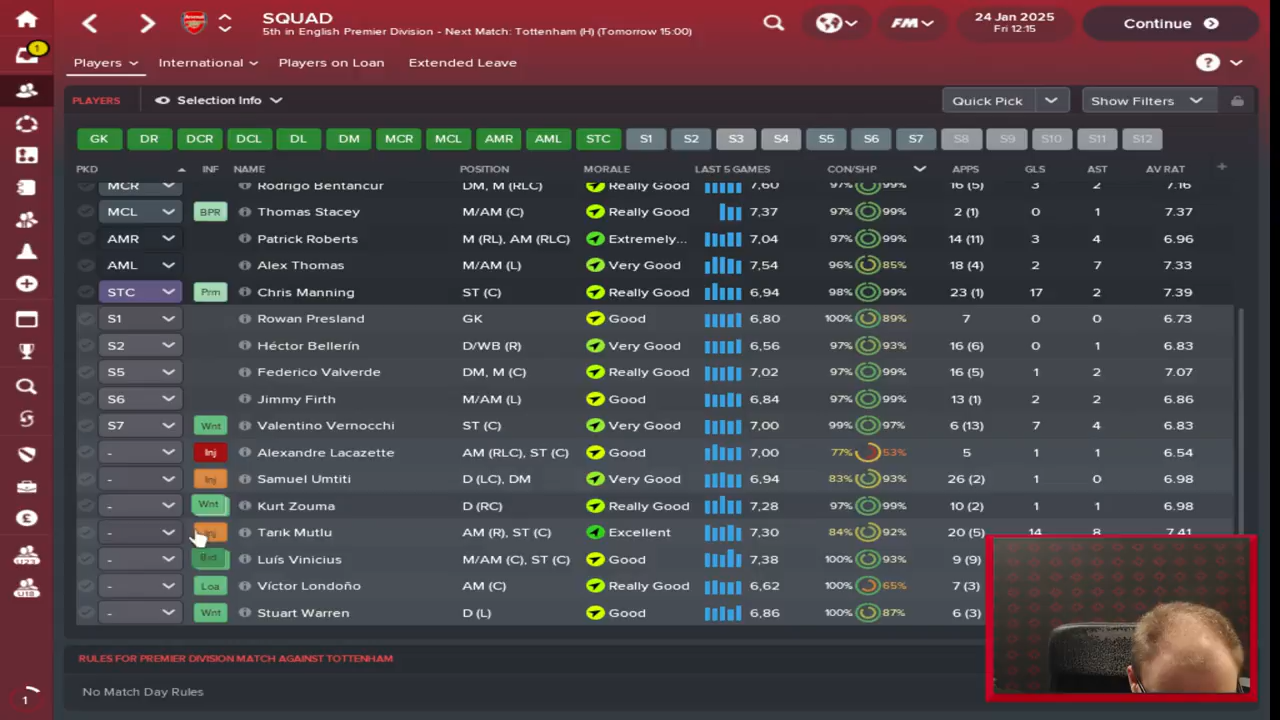 SQUAD
5th in English Premier Division - Next Match: Tottenham (H) (Tomorrow 15:00)
FM
24 Jan 2025
Fri 12:15
Continue
1
Players
International
Players on Loan
Extended Leave
?
PLAYERS
Selection Info
Quick Pick
Show Filters
GK DR DCR DCL DL DM MCR MCL AMR AML STC S1 S2 S3 S4 S5 S6 S7 S8 S9 S10 S11 S12
PKD INF NAME POSITION MORALE LAST 5 GAMES CON/SHP APPS GLS AST AV RAT +
MCR Rodrigo Bentancur DM, M (RLC) Really Good 7,60 97% 99% 16 (5) 3 2 7.16
MCL BPR Thomas Stacey M/AM (C) Really Good 7,37 97% 99% 2 (1) 0 1 7.37
AMR Patrick Roberts M (RL), AM (RLC) Extremely... 7,04 97% 99% 14 (11) 3 4 6.96
AML Alex Thomas M/AM (L) Very Good 7,54 96% 85% 18 (4) 2 7 7.33
STC Prm Chris Manning ST (C) Really Good 6,94 98% 99% 23 (1) 17 2 7.39
S1 Rowan Presland GK Good 6,80 100% 89% 7 0 0 6.73
S2 Héctor Bellerín D/WB (R) Very Good 6,56 97% 93% 16 (6) 0 1 6.83
S5 Federico Valverde DM, M (C) Really Good 7,02 97% 99% 16 (5) 1 2 7.07
S6 Jimmy Firth M/AM (L) Good 6,84 97% 99% 13 (1) 2 2 6.86
S7 Wnt Valentino Vernocchi ST (C) Really Good 7,00 99% 97% 6 (13) 7 4 6.83
- Inj Alexandre Lacazette AM (RLC), ST (C) Good 7,00 77% 53% 5 1 1 6.54
- Inj Samuel Umtiti D (LC), DM Very Good 6,94 83% 93% 26 (2) 1 0 6.98
- Wnt Kurt Zouma D (RC) Really Good 7,28 97% 99% 10 (2) 1 1 6.98
- Inj Tarık Mutlu AM (R), ST (C) Excellent 7,30 84% 92% 20 (5) 14 8 7.41
- Luís Vinicius M/AM (C), ST (C) Good 7,38 100% 93% 9 (9)
- Loa Víctor Londoño AM (C) Really Good 6,62 100% 65% 7 (3)
- Wnt Stuart Warren D (L) Good 6,86 100% 87% 6 (3)
£
U23
U18
1
RULES FOR PREMIER DIVISION MATCH AGAINST TOTTENHAM
No Match Day Rules